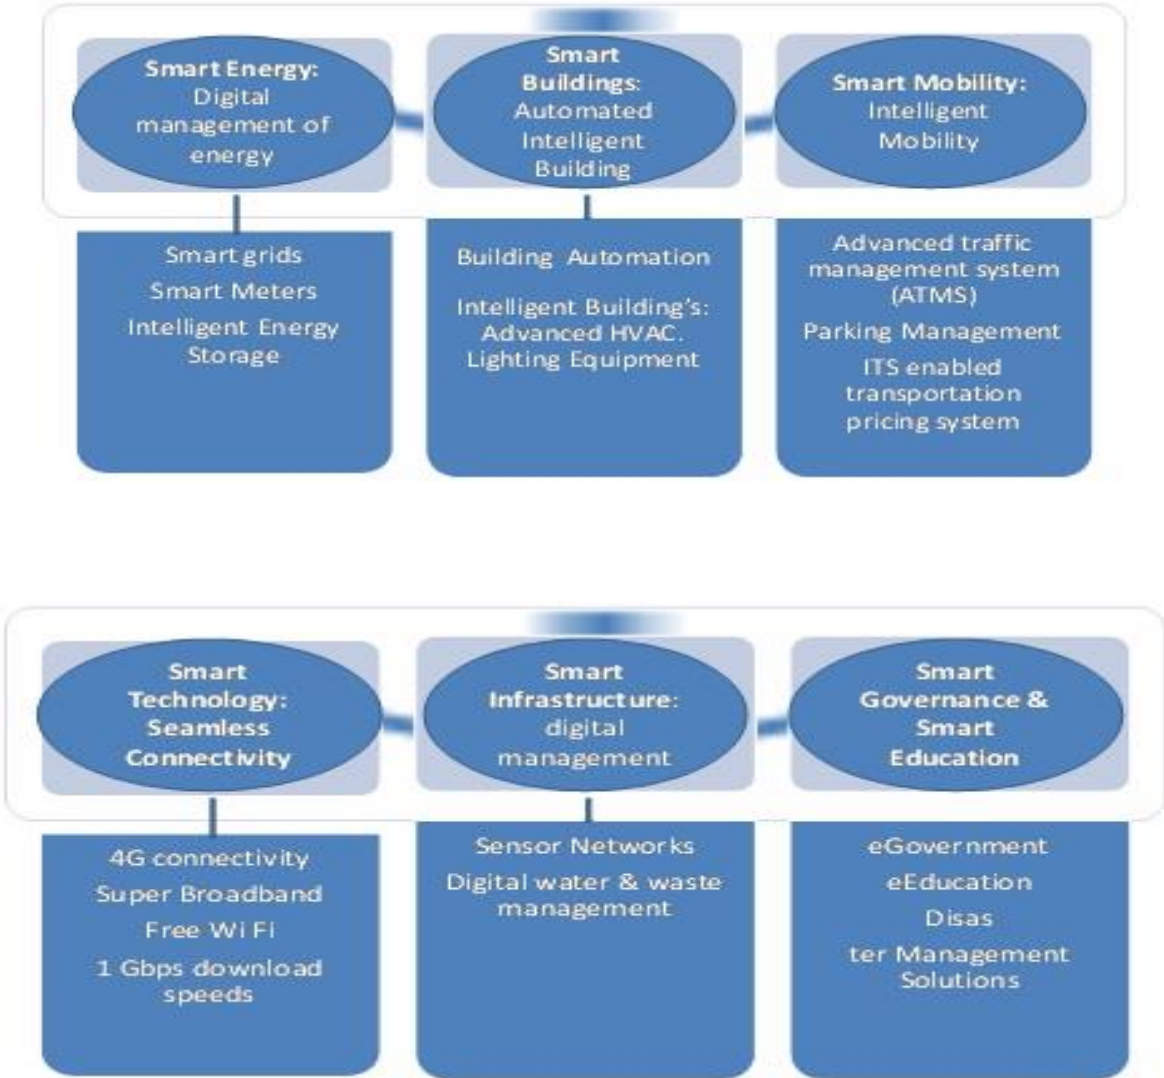 Smart Energy:
Digital
management of
energy
Smart
Buildings:
Automated
Intelligent
Building
Smart Mobility:
Intelligent
Mobility
Smart grids
Smart Meters
Intelligent Energy
Storage
Building Automation
Intelligent Building's:
Advanced HVAC.
Lighting Equipment
Advanced traffic
management system
(ATMS)
Parking Management
ITS enabled
transportation
pricing system
Smart
Technology:
Seamless
Connectivity
Smart
Infrastructure:
digital
management
Smart
Governance &
Smart
Education
4G connectivity
Super Broadband
Free Wi Fi
1 Gbps download
speeds
Sensor Networks
Digital water & waste
management
eGovernment
eEducation
Disas
ter Management
Solutions